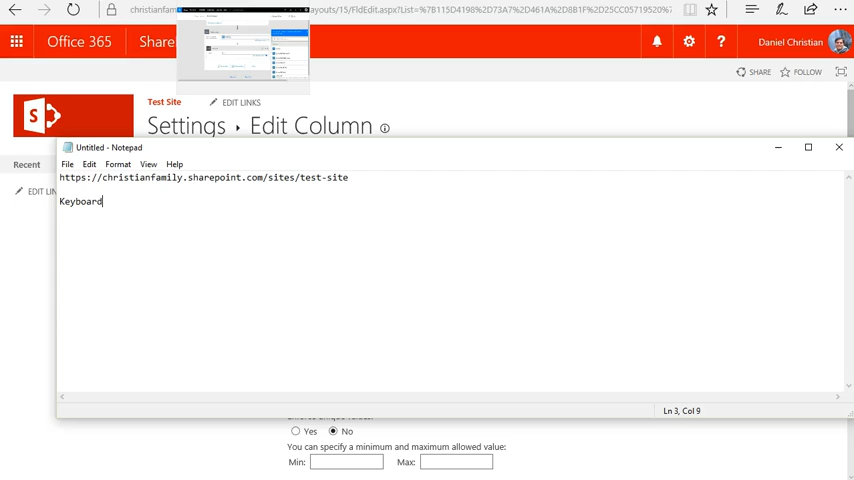 christianfam
ayouts/15/FldEdit.aspx?List=%7B115D4198%2D73A7%2D461A%2D8B1F%2D25CC05719520%7
Office 365
Share
Daniel Christian
SHARE
FOLLOW
Test Site
EDIT LINKS
Settings
Edit Column
Recent
EDIT LIN
Untitled - Notepad
File Edit Format View Help
https://christianfamily.sharepoint.com/sites/test-site
Keyboard
Ln 3, Col 9
Yes No
You can specify a minimum and maximum allowed value:
Min: Max: